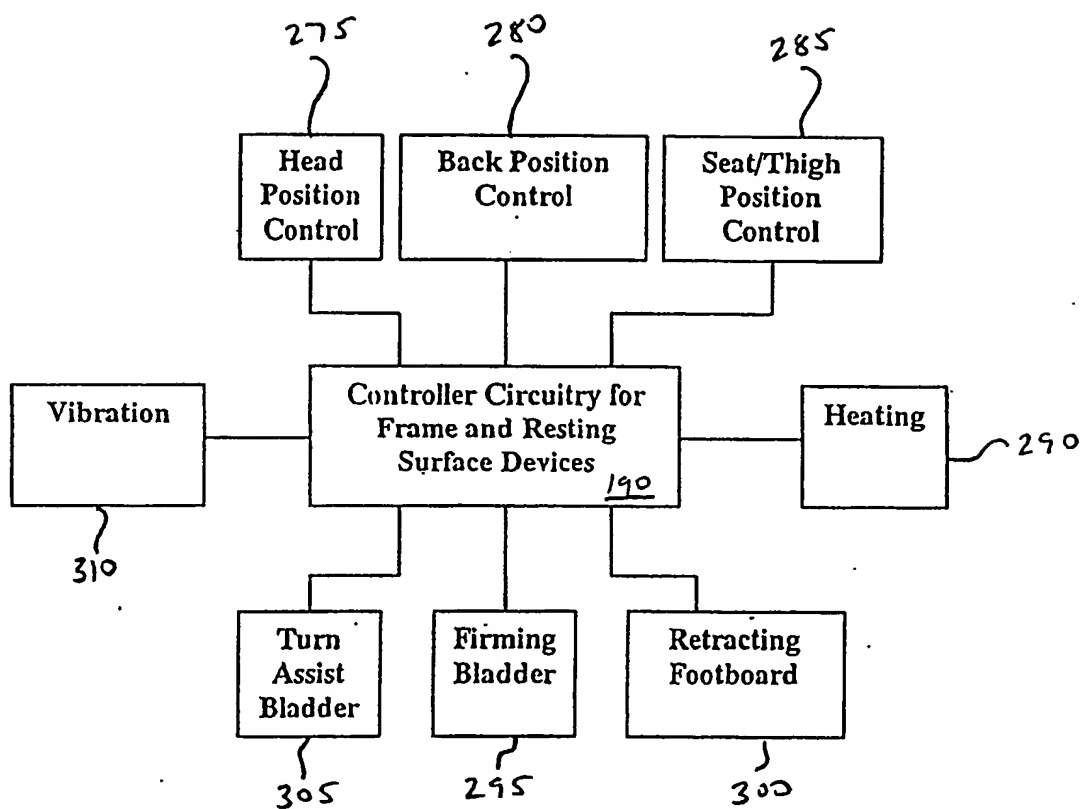 275
280
285
Head
Position
Control
Back Position
Control
Seat/Thigh
Position
Control
Vibration
310
Controller Circuitry for
Frame and Resting
Surface Devices
190
Heating
290
Turn
Assist
Bladder
305
Firming
Bladder
295
Retracting
Footboard
300